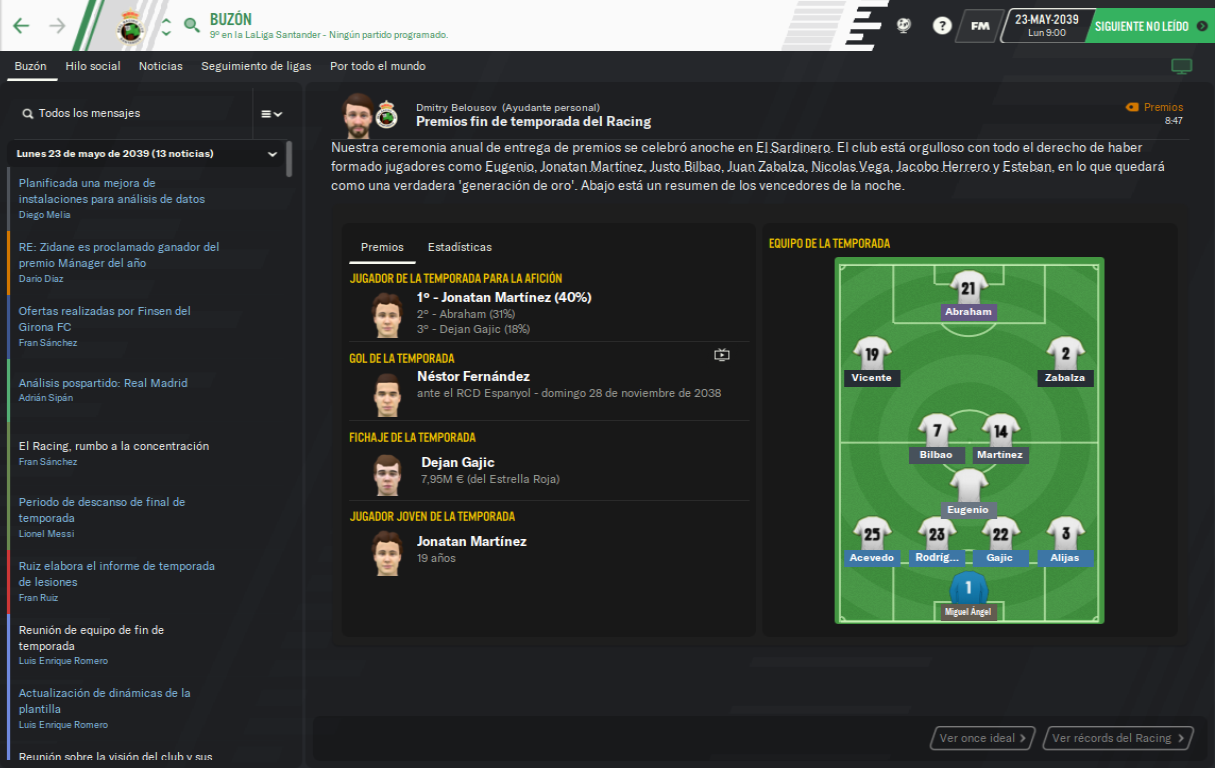 BUZÓN
9º en la LaLiga Santander - Ningún partido programado.
?
FM
23-MAY-2039
Lun 9:00
SIGUIENTE NO LEÍDO
Buzón
Hilo social
Noticias
Seguimiento de ligas
Por todo el mundo
Todos los mensajes
Lunes 23 de mayo de 2039 (13 noticias)
Planificada una mejora de
instalaciones para análisis de datos
Diego Melia
RE: Zidane es proclamado ganador del
premio Mánager del año
Darío Díaz
Ofertas realizadas por Finsen del
Girona FC
Fran Sánchez
Análisis pospartido: Real Madrid
Adrián Sipán
El Racing, rumbo a la concentración
Fran Sánchez
Periodo de descanso de final de
temporada
Lionel Messi
Ruiz elabora el informe de temporada
de lesiones
Fran Ruiz
Reunión de equipo de fin de
temporada
Luis Enrique Romero
Actualización de dinámicas de la
plantilla
Luis Enrique Romero
Reunión sobre la visión del club y sus
Dmitry Belousov (Ayudante personal)
Premios fin de temporada del Racing
Premios
8:47
Nuestra ceremonia anual de entrega de premios se celebró anoche en El Sardinero. El club está orgulloso con todo el derecho de haber
formado jugadores como Eugenio, Jonatan Martínez, Justo Bilbao, Juan Zabalza, Nicolas Vega, Jacobo Herrero y Esteban, en lo que quedará
como una verdadera 'generación de oro'. Abajo está un resumen de los vencedores de la noche.
Premios
Estadísticas
JUGADOR DE LA TEMPORADA PARA LA AFICIÓN
1º - Jonatan Martínez (40%)
2º - Abraham (31%)
3º - Dejan Gajic (18%)
GOL DE LA TEMPORADA
Néstor Fernández
ante el RCD Espanyol - domingo 28 de noviembre de 2038
FICHAJE DE LA TEMPORADA
Dejan Gajic
7,95M € (del Estrella Roja)
JUGADOR JOVEN DE LA TEMPORADA
Jonatan Martínez
19 años
EQUIPO DE LA TEMPORADA
21
Abraham
19
2
Vicente
Zabalza
7
14
Bilbao
Martínez
Eugenio
25
23
22
3
Acevedo
Rodríg...
Gajic
Alijas
1
Miguel Ángel
Ver once ideal
Ver récords del Racing